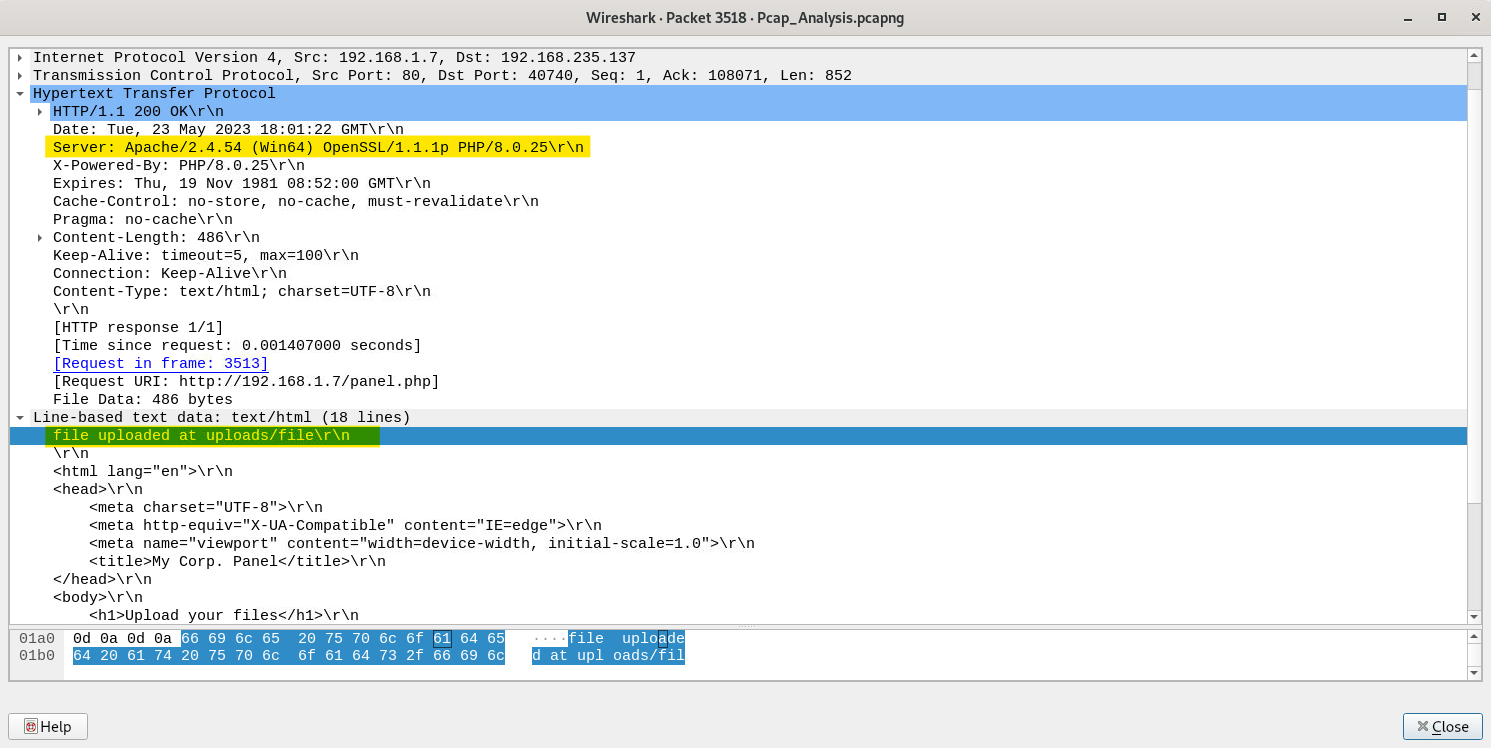 Wireshark · Packet 3518 · Pcap_Analysis.pcapng
Internet Protocol Version 4, Src: 192.168.1.7, Dst: 192.168.235.137
Transmission Control Protocol, Src Port: 80, Dst Port: 40740, Seq: 1, Ack: 108071, Len: 852
Hypertext Transfer Protocol
HTTP/1.1 200 OK\r\n
Date: Tue, 23 May 2023 18:01:22 GMT\r\n
Server: Apache/2.4.54 (Win64) OpenSSL/1.1.1p PHP/8.0.25\r\n
X-Powered-By: PHP/8.0.25\r\n
Expires: Thu, 19 Nov 1981 08:52:00 GMT\r\n
Cache-Control: no-store, no-cache, must-revalidate\r\n
Pragma: no-cache\r\n
Content-Length: 486\r\n
Keep-Alive: timeout=5, max=100\r\n
Connection: Keep-Alive\r\n
Content-Type: text/html; charset=UTF-8\r\n
\r\n
[HTTP response 1/1]
[Time since request: 0.001407000 seconds]
[Request in frame: 3513]
[Request URI: http://192.168.1.7/panel.php]
File Data: 486 bytes
Line-based text data: text/html (18 lines)
file uploaded at uploads/file\r\n
\r\n
<html lang="en">\r\n
<head>\r\n
<meta charset="UTF-8">\r\n
<meta http-equiv="X-UA-Compatible" content="IE=edge">\r\n
<meta name="viewport" content="width=device-width, initial-scale=1.0">\r\n
<title>My Corp. Panel</title>\r\n
</head>\r\n
<body>\r\n
<h1>Upload your files</h1>\r\n
01a0 0d 0a 0d 0a 66 69 6c 65 20 75 70 6c 6f 61 64 65 ····file uploade
01b0 64 20 61 74 20 75 70 6c 6f 61 64 73 2f 66 69 6c d at upl oads/fil
Help
Close